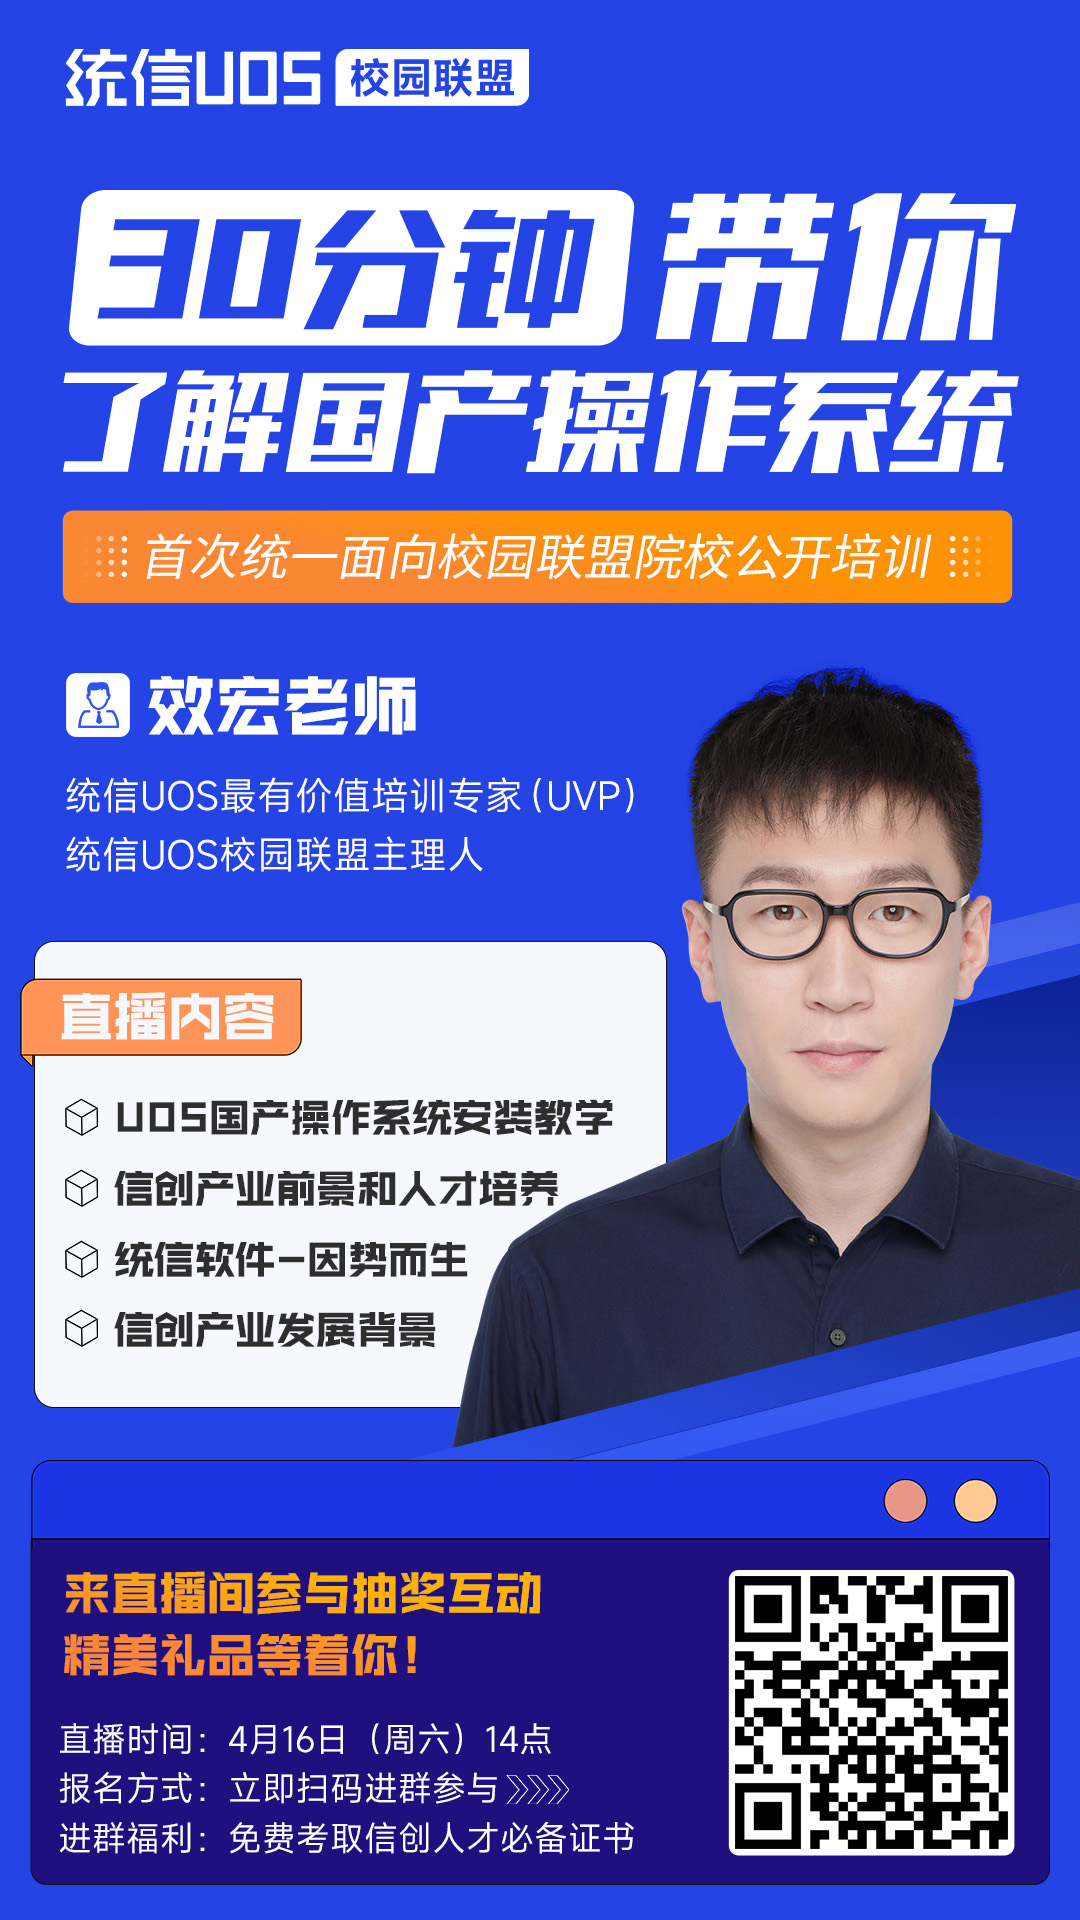 统信UOS 校园联盟
30分钟 带你
了解国产操作系统
首次统一面向校园联盟院校公开培训
效宏老师
统信UOS最有价值培训专家（UVP）
统信UOS校园联盟主理人
直播内容
UOS国产操作系统安装教学
信创产业前景和人才培养
统信软件-因势而生
信创产业发展背景
来直播间参与抽奖互动
精美礼品等着你！
直播时间：4月16日（周六）14点
报名方式：立即扫码进群参与
进群福利：免费考取信创人才必备证书